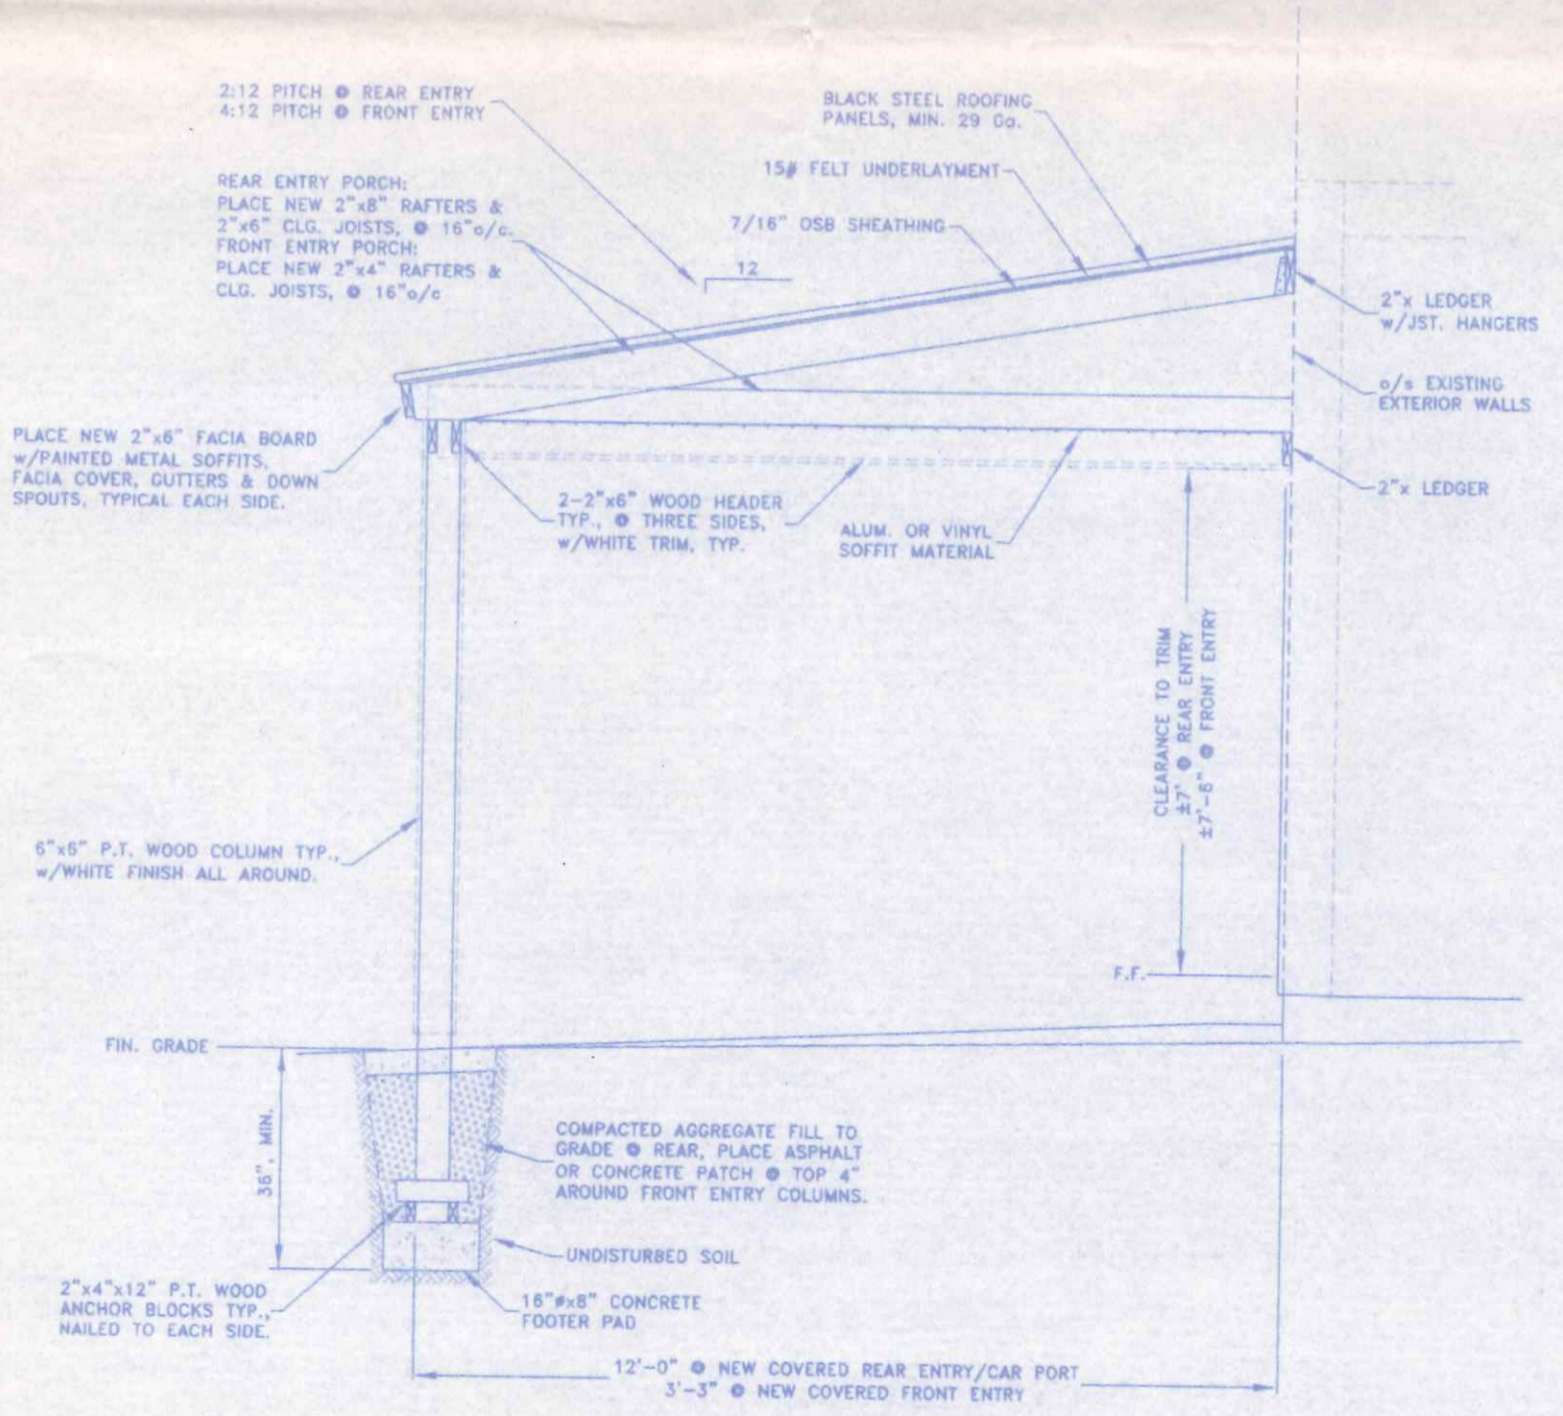 2:12 PITCH @ REAR ENTRY
4:12 PITCH @ FRONT ENTRY
BLACK STEEL ROOFING
PANELS, MIN. 29 Ga.
15# FELT UNDERLAYMENT
7/16" OSB SHEATHING
REAR ENTRY PORCH:
PLACE NEW 2"x8" RAFTERS &
2"x6" CLG. JOISTS, @ 16"o/c.
FRONT ENTRY PORCH:
PLACE NEW 2"x4" RAFTERS &
CLG. JOISTS, @ 16"o/c
12
2"x LEDGER
w/JST. HANGERS
o/s EXISTING
EXTERIOR WALLS
PLACE NEW 2"x6" FACIA BOARD
w/PAINTED METAL SOFFITS,
FACIA COVER, GUTTERS & DOWN
SPOUTS, TYPICAL EACH SIDE.
2-2"x6" WOOD HEADER
TYP., @ THREE SIDES,
w/WHITE TRIM, TYP.
ALUM. OR VINYL
SOFFIT MATERIAL
2"x LEDGER
CLEARANCE TO TRIM
±7' @ REAR ENTRY
±7'-6" @ FRONT ENTRY
6"x6" P.T. WOOD COLUMN TYP.,
w/WHITE FINISH ALL AROUND.
F.F.
FIN. GRADE
36", MIN.
COMPACTED AGGREGATE FILL TO
GRADE @ REAR, PLACE ASPHALT
OR CONCRETE PATCH @ TOP 4"
AROUND FRONT ENTRY COLUMNS.
UNDISTURBED SOIL
2"x4"x12" P.T. WOOD
ANCHOR BLOCKS TYP.,
NAILED TO EACH SIDE.
16"øx8" CONCRETE
FOOTER PAD
12'-0" @ NEW COVERED REAR ENTRY/CAR PORT
3'-3" @ NEW COVERED FRONT ENTRY